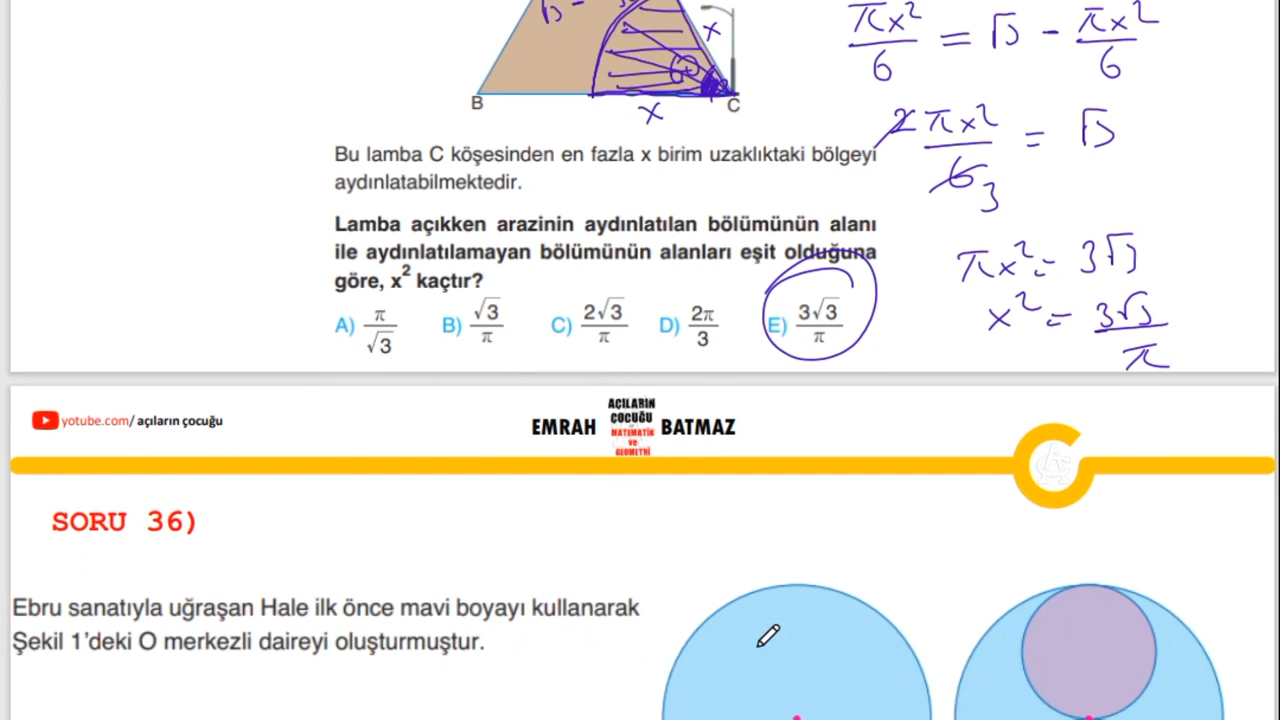 πx²/6 = √3 - πx²/6
x
B
C
x
2πx²/6 = √3
3
Bu lamba C köşesinden en fazla x birim uzaklıktaki bölgeyi
aydınlatabilmektedir.
Lamba açıkken arazinin aydınlatılan bölümünün alanı
ile aydınlatılamayan bölümünün alanları eşit olduğuna
göre, x² kaçtır?
πx² = 3√3
x² = 3√3/π
A) π/√3 B) √3/π C) 2√3/π D) 2π/3 E) 3√3/π
yotube.com/ açıların çocuğu
EMRAH
AÇILARIN
ÇOCUĞU
MATEMATİK
ve
GEOMETRİ
BATMAZ
SORU 36)
Ebru sanatıyla uğraşan Hale ilk önce mavi boyayı kullanarak
Şekil 1'deki O merkezli daireyi oluşturmuştur.